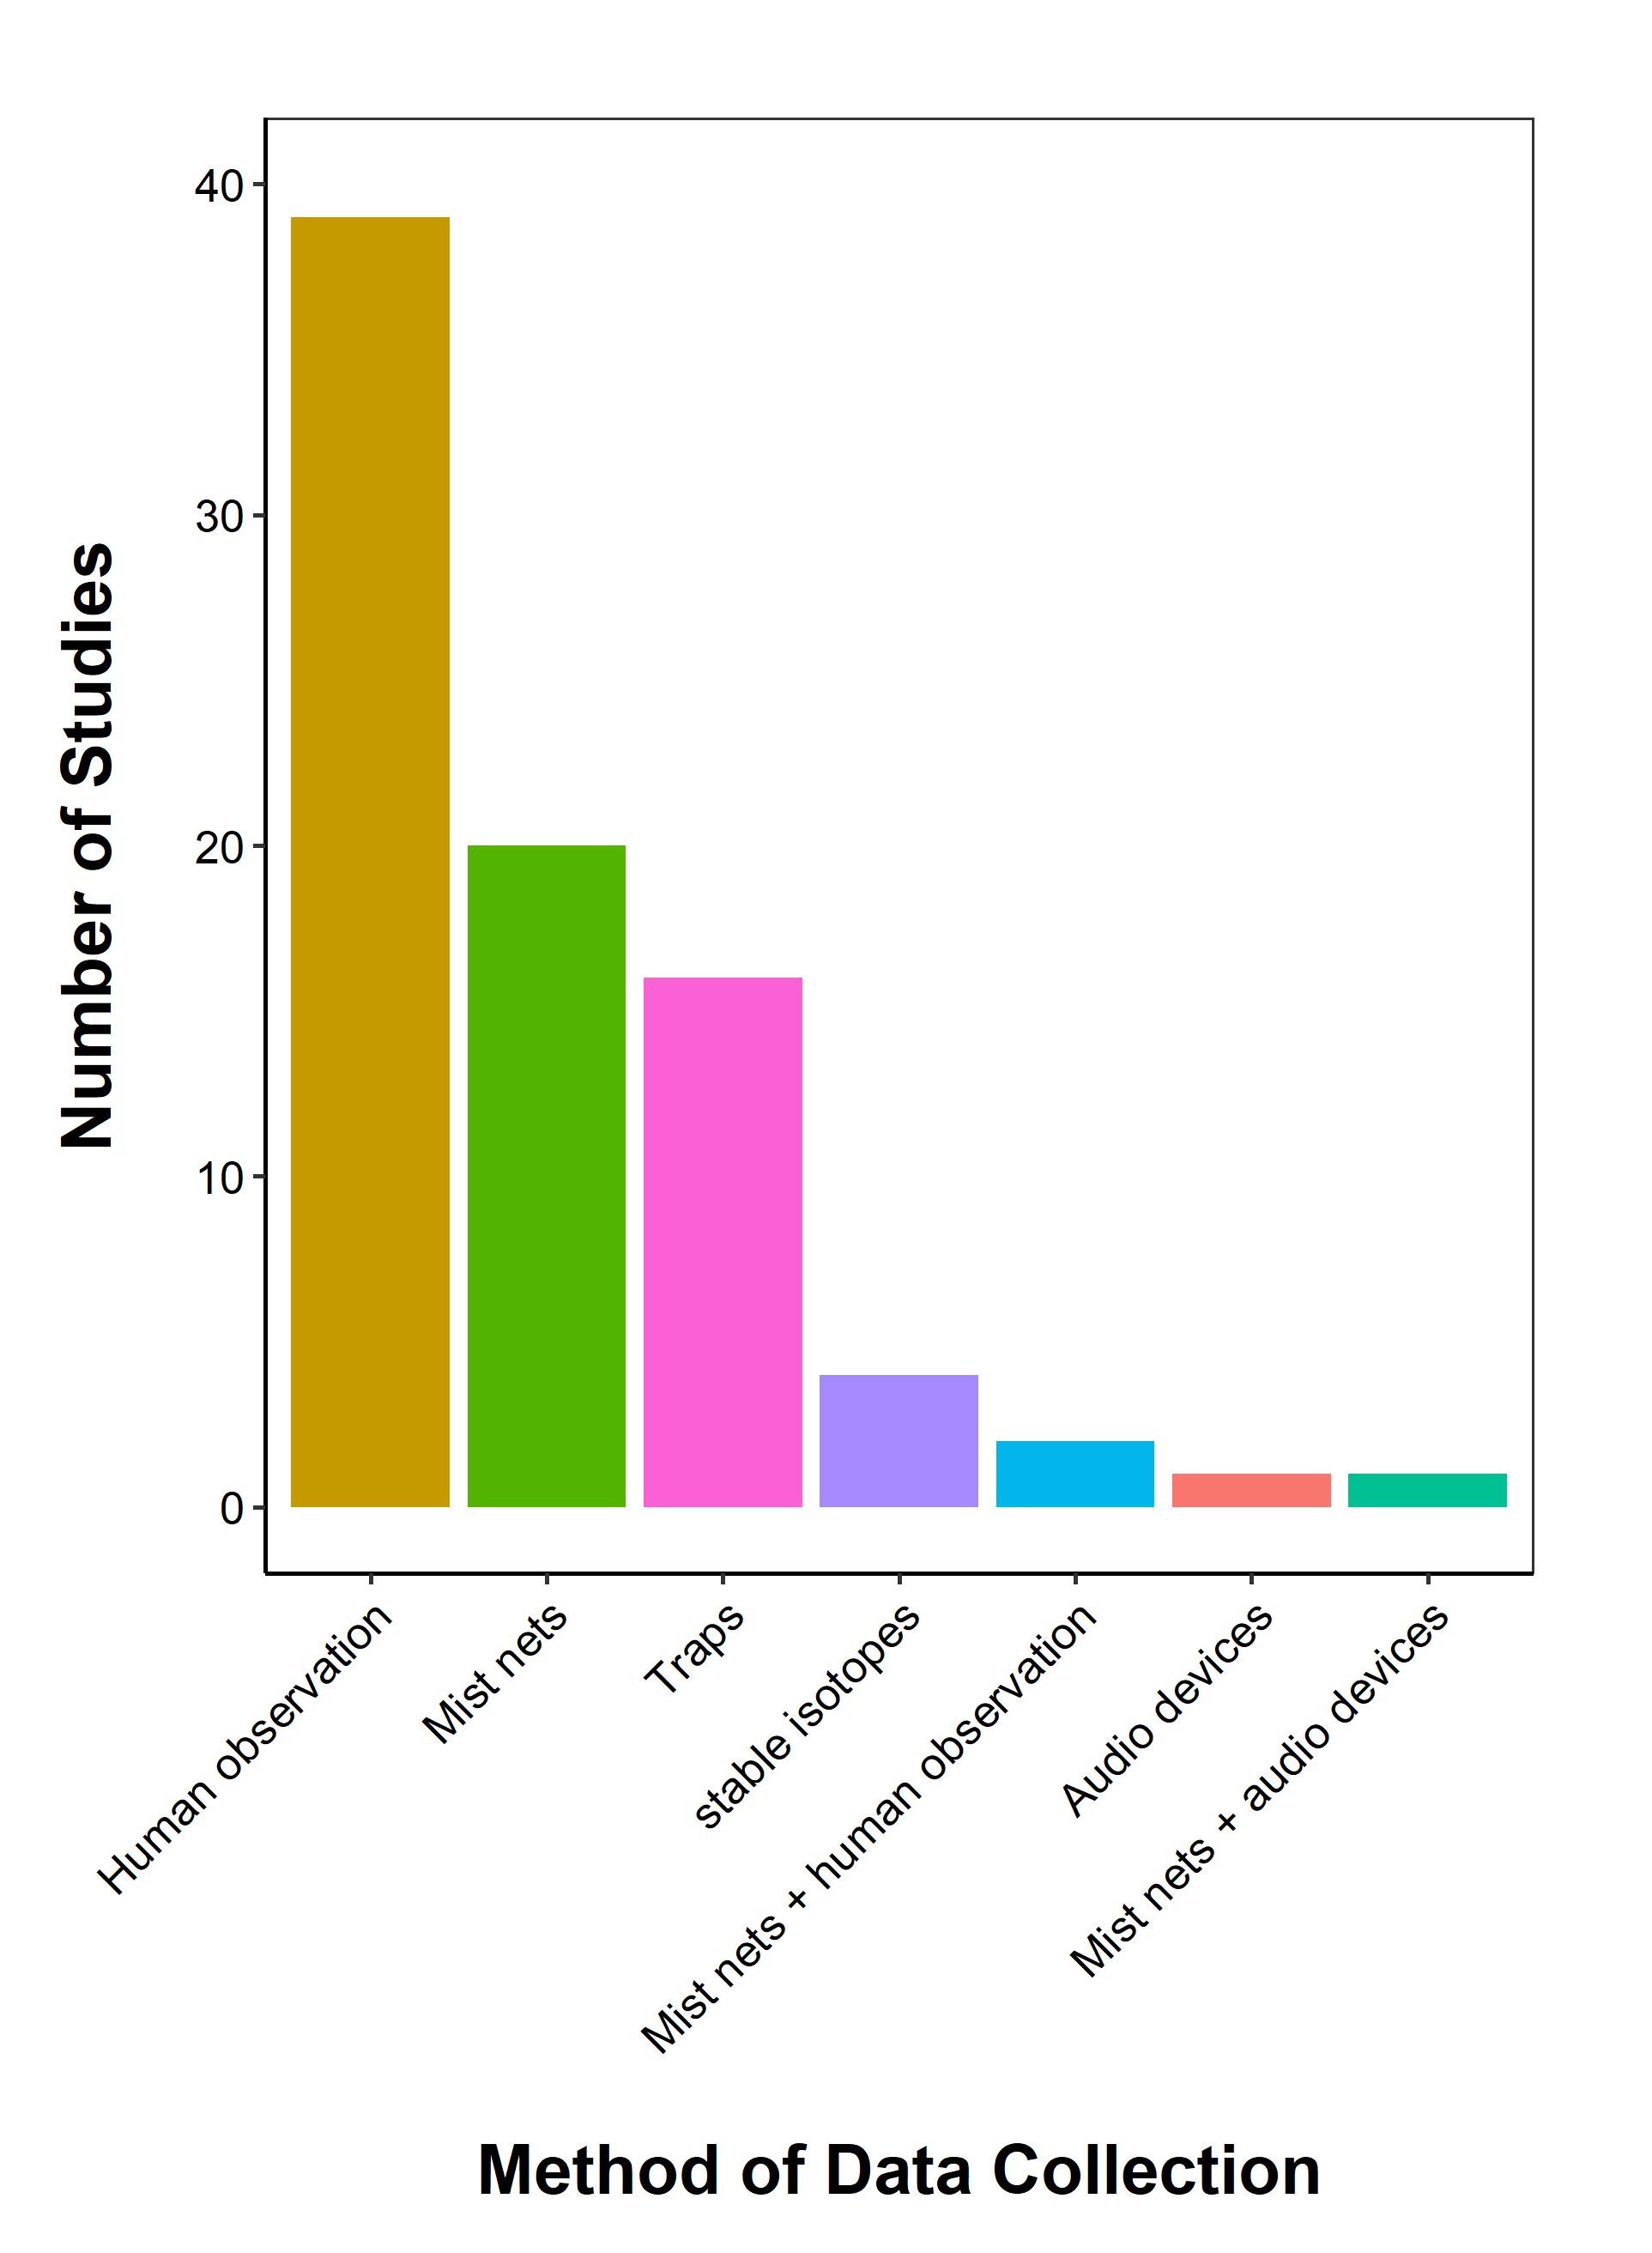 Number of Studies
40
30
20
10
0
Human observation
Mist nets
Traps
stable isotopes
Mist nets + human observation
Audio devices
Mist nets + audio devices
Method of Data Collection